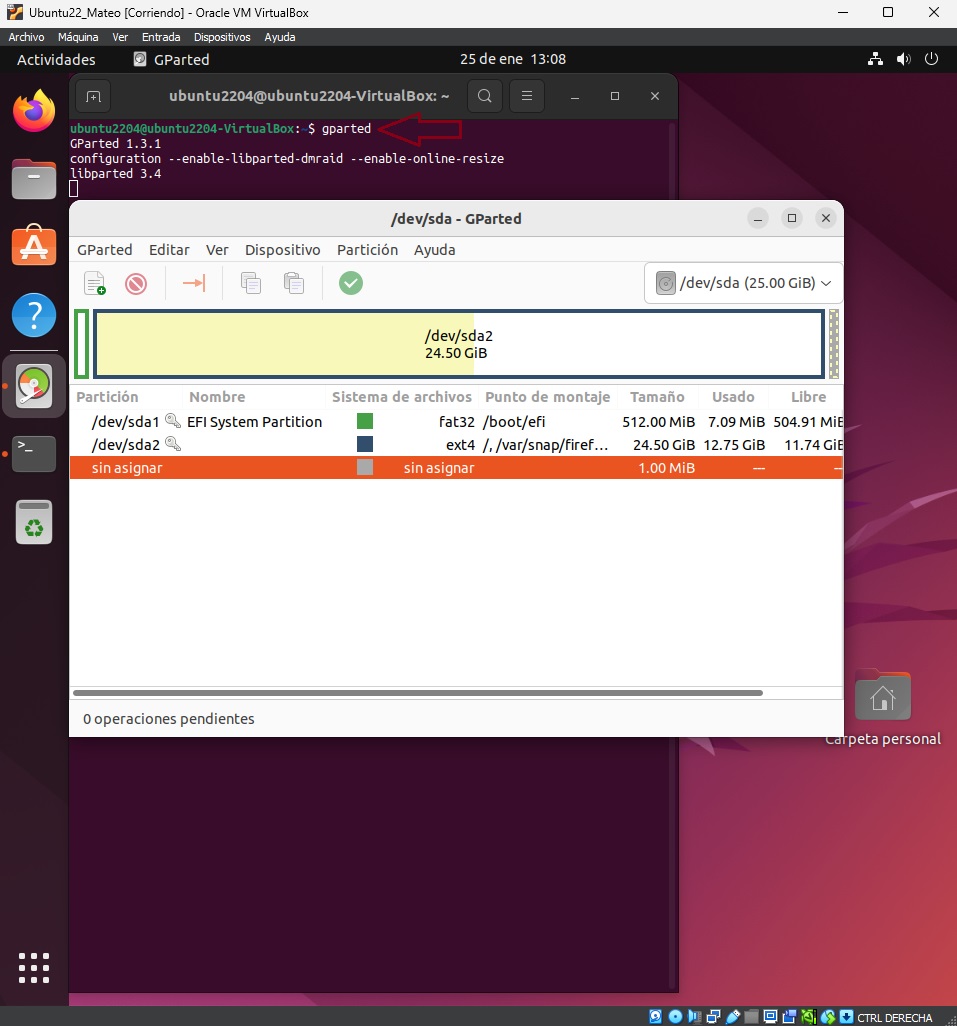 Ubuntu22_Mateo [Corriendo] - Oracle VM VirtualBox
Archivo Máquina Ver Entrada Dispositivos Ayuda
Actividades GParted 25 de ene 13:08
ubuntu2204@ubuntu2204-VirtualBox: ~
ubuntu2204@ubuntu2204-VirtualBox:~$ gparted
GParted 1.3.1
configuration --enable-libparted-dmraid --enable-online-resize
libparted 3.4
/dev/sda - GParted
GParted Editar Ver Dispositivo Partición Ayuda
/dev/sda (25.00 GiB)
/dev/sda2
24.50 GiB
Partición Nombre Sistema de archivos Punto de montaje Tamaño Usado Libre
/dev/sda1 EFI System Partition fat32 /boot/efi 512.00 MiB 7.09 MiB 504.91 MiB
/dev/sda2 ext4 /, /var/snap/firef... 24.50 GiB 12.75 GiB 11.74 GiB
sin asignar sin asignar 1.00 MiB --- --
0 operaciones pendientes
Carpeta personal
CTRL DERECHA